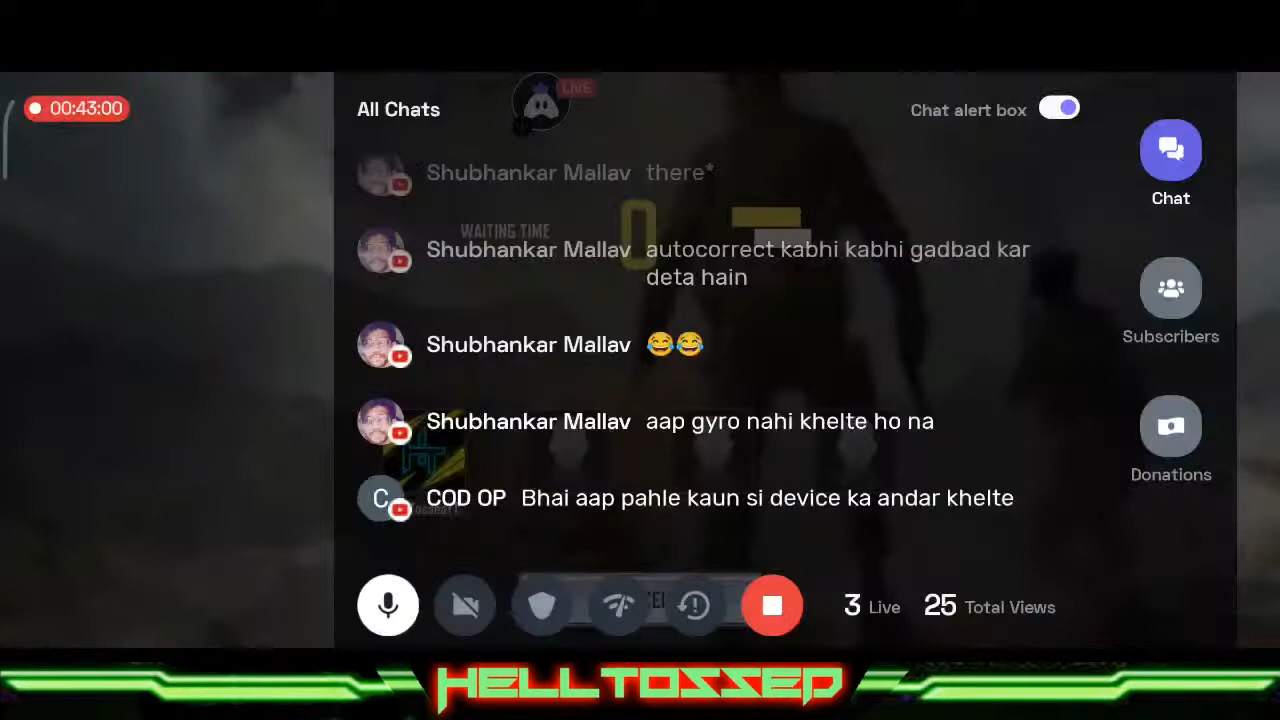 LIVE
00:43:00
All Chats
Chat alert box
Shubhankar Mallav there*
Chat
WAITING TIME
0
Shubhankar Mallav autocorrect kabhi kabhi gadbad kar
deta hain
Subscribers
Shubhankar Mallav 😂😂
Shubhankar Mallav aap gyro nahi khelte ho na
Donations
C COD OP Bhai aap pahle kaun si device ka andar khelte
3 Live 25 Total Views
HELLTOSSED